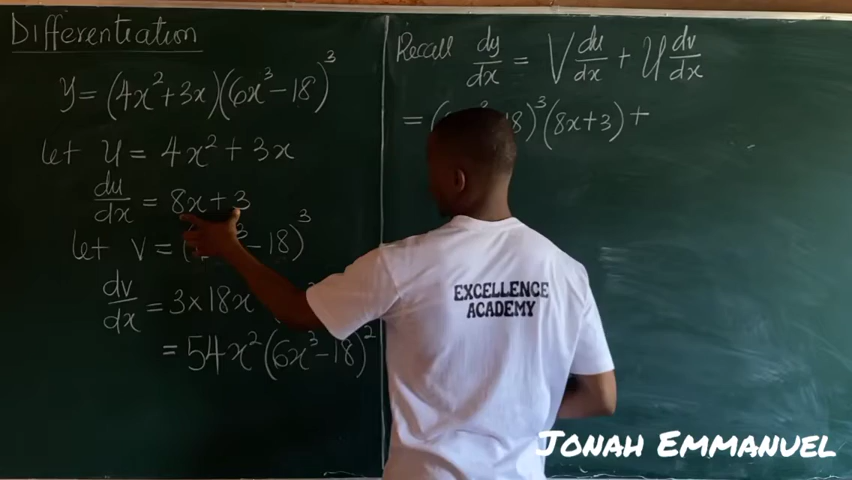 Differentiation
y = (4x² + 3x)(6x³ - 18)³
let U = 4x² + 3x
du/dx = 8x + 3
let V = ( ³ - 18)³
dv/dx = 3 × 18x
= 54x²(6x³ - 18)²
Recall dy/dx = V du/dx + U dv/dx
= ( 8)³(8x + 3) +
EXCELLENCE
ACADEMY
JONAH EMMANUEL